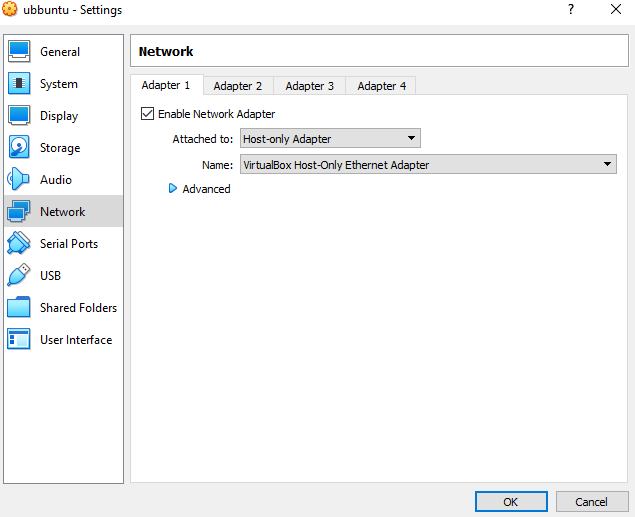 ubbuntu - Settings
?
General
System
Display
Storage
Audio
Network
Serial Ports
USB
Shared Folders
User Interface
Network
Adapter 1
Adapter 2
Adapter 3
Adapter 4
Enable Network Adapter
Attached to: Host-only Adapter
Name: VirtualBox Host-Only Ethernet Adapter
Advanced
OK
Cancel